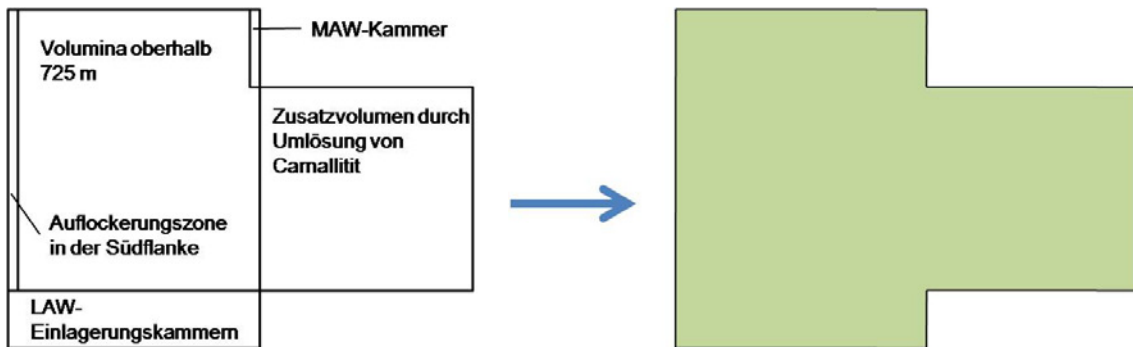 Volumina oberhalb
725 m
MAW-Kammer
Zusatzvolumen durch
Umlösung von
Carnallitit
Auflockerungszone
in der Südflanke
LAW-
Einlagerungskammern